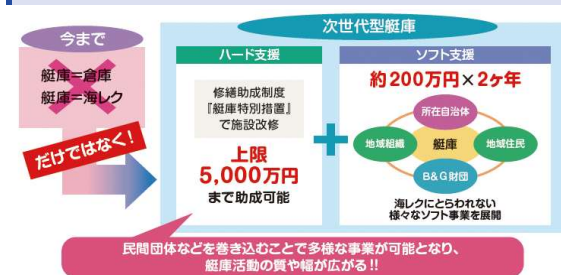 今まで
艇庫＝倉庫
艇庫＝海レク
だけではなく！
次世代型艇庫
ハード支援
修繕助成制度
『艇庫特別措置』
で施設改修
上限
5,000万円
まで助成可能
ソフト支援
約200万円×2ヶ年
所在自治体
地域組織
艇庫
地域住民
B&G財団
海レクにとらわれない
様々なソフト事業を展開
民間団体などを巻き込むことで多様な事業が可能となり、
艇庫活動の質や幅が広がる!!